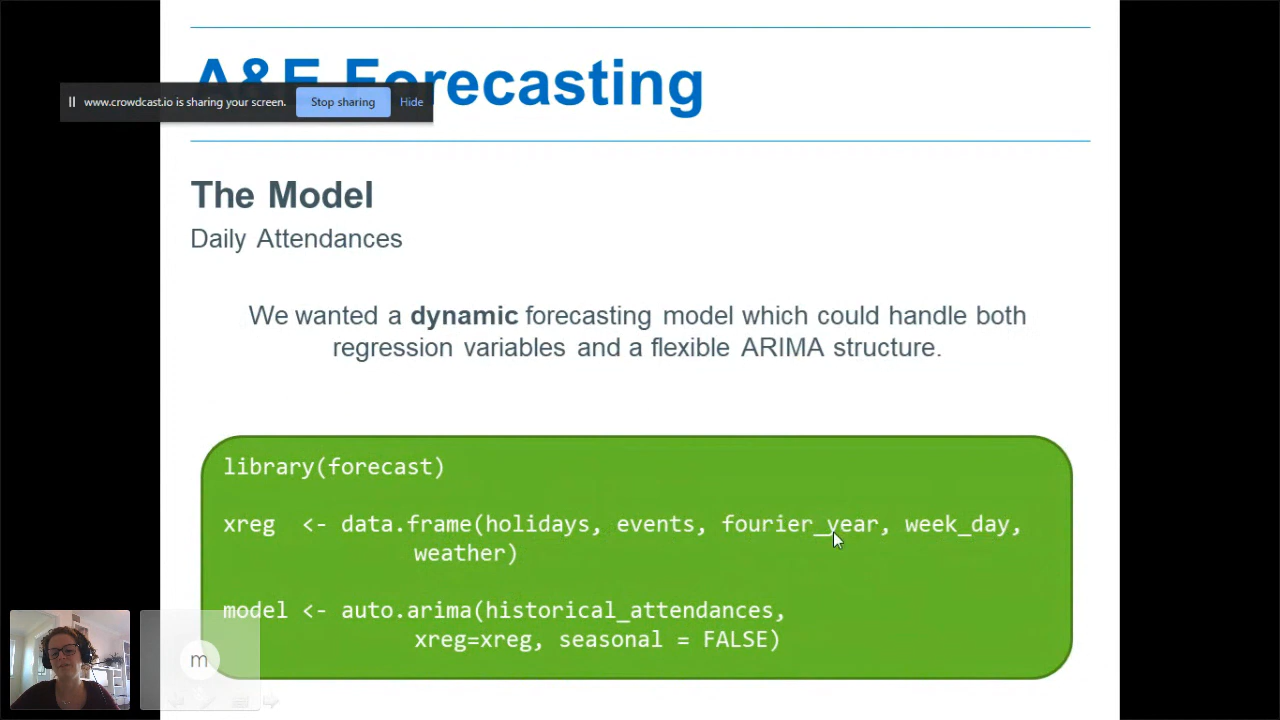 A&E Forecasting
www.crowdcast.io is sharing your screen. Stop sharing Hide
The Model
Daily Attendances
We wanted a dynamic forecasting model which could handle both
regression variables and a flexible ARIMA structure.
library(forecast)
xreg <- data.frame(holidays, events, fourier_year, week_day,
weather)
model <- auto.arima(historical_attendances,
xreg=xreg, seasonal = FALSE)
m